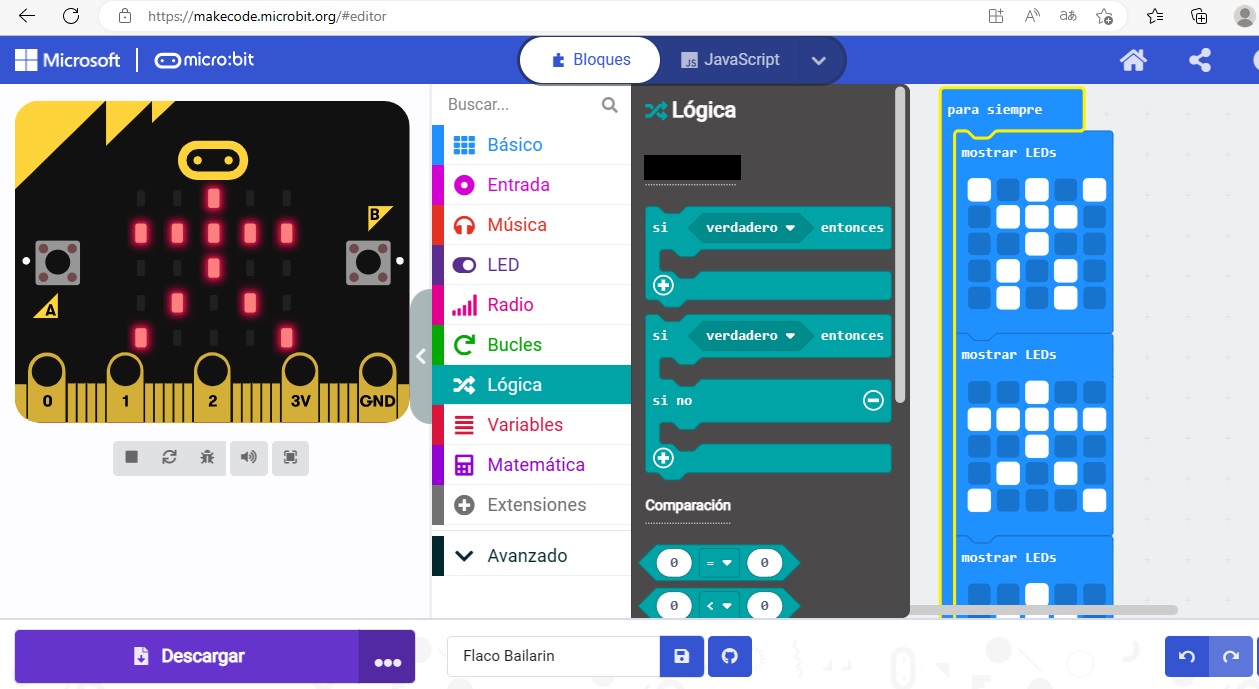 https://makecode.microbit.org/#editor
Microsoft
micro:bit
Bloques
JS JavaScript
Buscar...
Básico
Entrada
Música
LED
Radio
Bucles
Lógica
Variables
Matemática
Extensiones
Avanzado
Lógica
si verdadero entonces
si verdadero entonces
si no
Comparación
0 = 0
0 < 0
para siempre
mostrar LEDs
mostrar LEDs
mostrar LEDs
B
A
0 1 2 3V GND
Descargar
Flaco Bailarin